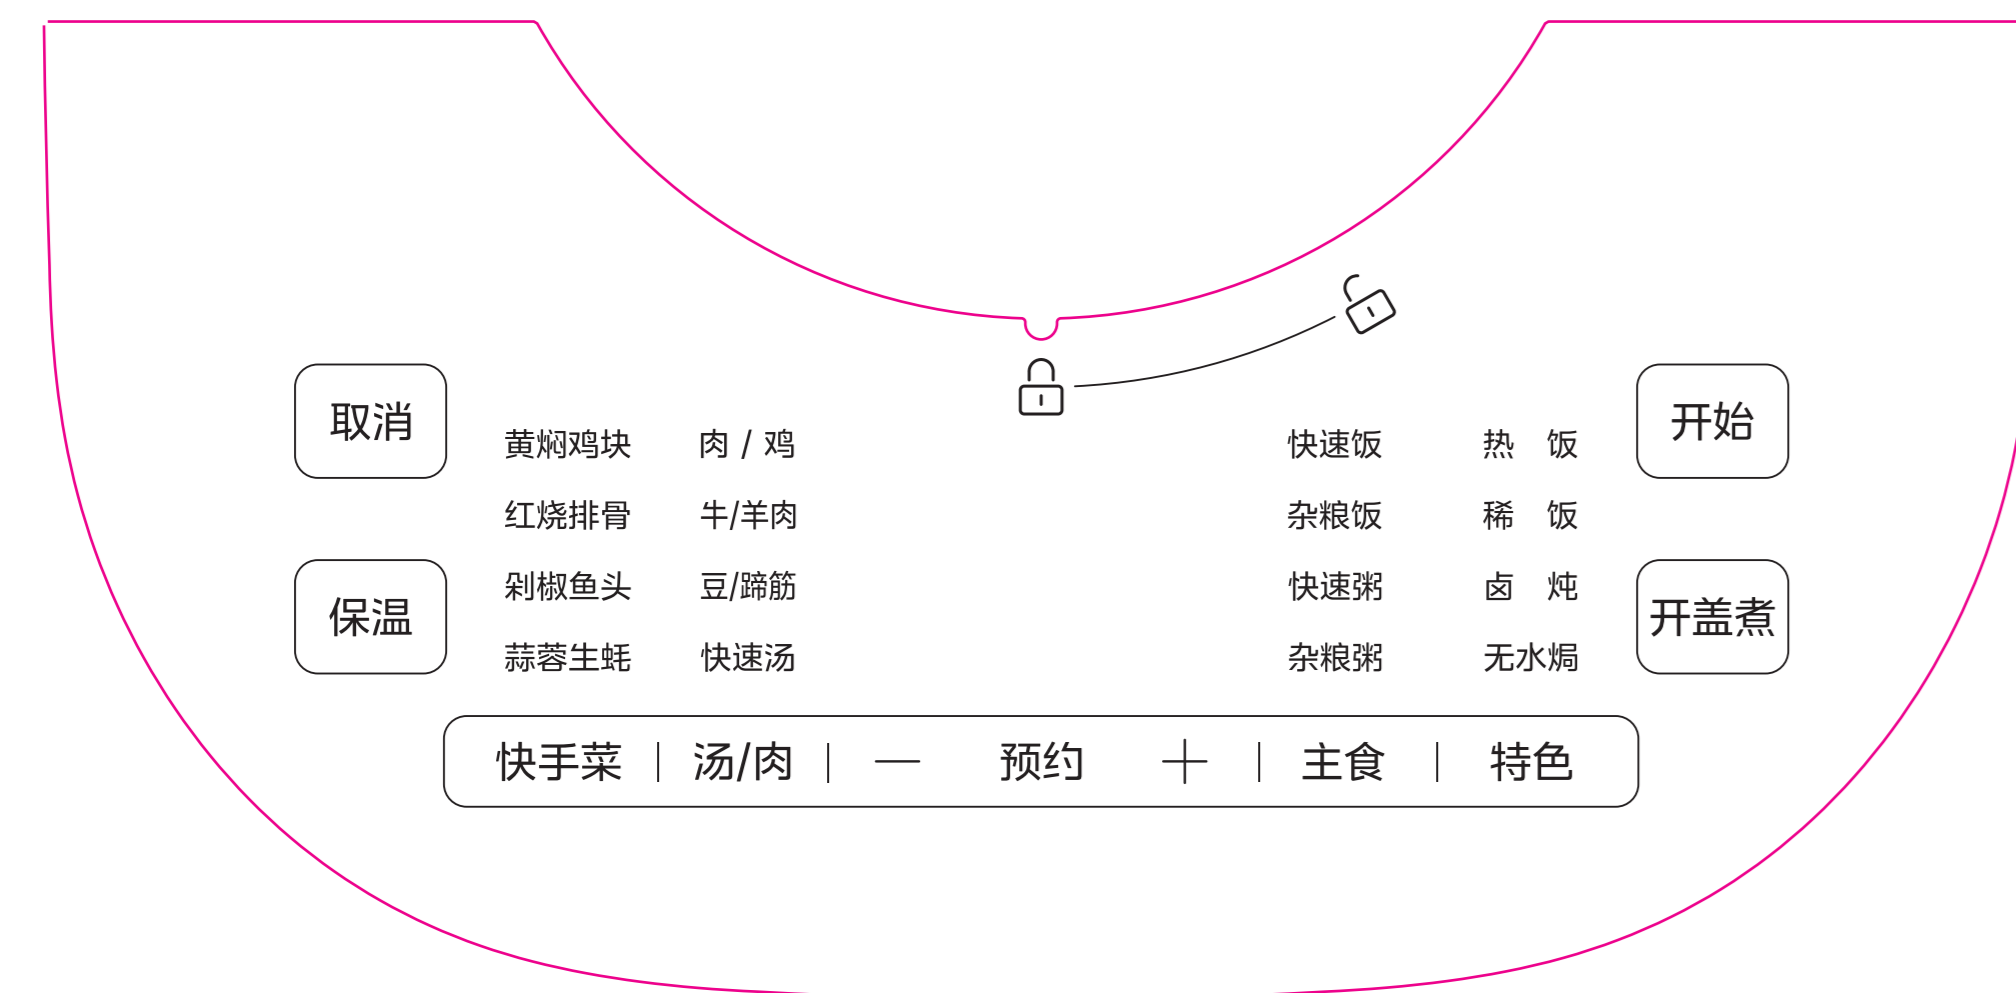 取消
保温
黄焖鸡块 肉 / 鸡
红烧排骨 牛/羊肉
剁椒鱼头 豆/蹄筋
蒜蓉生蚝 快速汤
快速饭 热 饭
杂粮饭 稀 饭
快速粥 卤 炖
杂粮粥 无水焗
开始
开盖煮
快手菜 | 汤/肉 | — 预约 + | 主食 | 特色